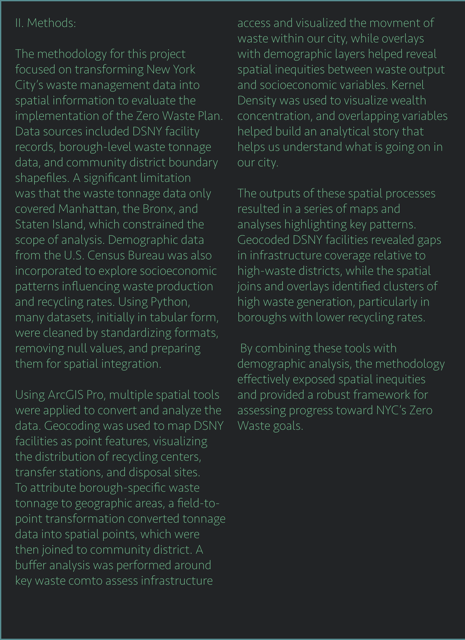 II. Methods:
The methodology for this project
focused on transforming New York
City's waste management data into
spatial information to evaluate the
implementation of the Zero Waste Plan.
Data sources included DSNY facility
records, borough-level waste tonnage
data, and community district boundary
shapefiles. A significant limitation
was that the waste tonnage data only
covered Manhattan, the Bronx, and
Staten Island, which constrained the
scope of analysis. Demographic data
from the U.S. Census Bureau was also
incorporated to explore socioeconomic
patterns influencing waste production
and recycling rates. Using Python,
many datasets, initially in tabular form,
were cleaned by standardizing formats,
removing null values, and preparing
them for spatial integration.
Using ArcGIS Pro, multiple spatial tools
were applied to convert and analyze the
data. Geocoding was used to map DSNY
facilities as point features, visualizing
the distribution of recycling centers,
transfer stations, and disposal sites.
To attribute borough-specific waste
tonnage to geographic areas, a field-to-
point transformation converted tonnage
data into spatial points, which were
then joined to community district. A
buffer analysis was performed around
key waste comto assess infrastructure
access and visualized the movment of
waste within our city, while overlays
with demographic layers helped reveal
spatial inequities between waste output
and socioeconomic variables. Kernel
Density was used to visualize wealth
concentration, and overlapping variables
helped build an analytical story that
helps us understand what is going on in
our city.
The outputs of these spatial processes
resulted in a series of maps and
analyses highlighting key patterns.
Geocoded DSNY facilities revealed gaps
in infrastructure coverage relative to
high-waste districts, while the spatial
joins and overlays identified clusters of
high waste generation, particularly in
boroughs with lower recycling rates.
By combining these tools with
demographic analysis, the methodology
effectively exposed spatial inequities
and provided a robust framework for
assessing progress toward NYC's Zero
Waste goals.